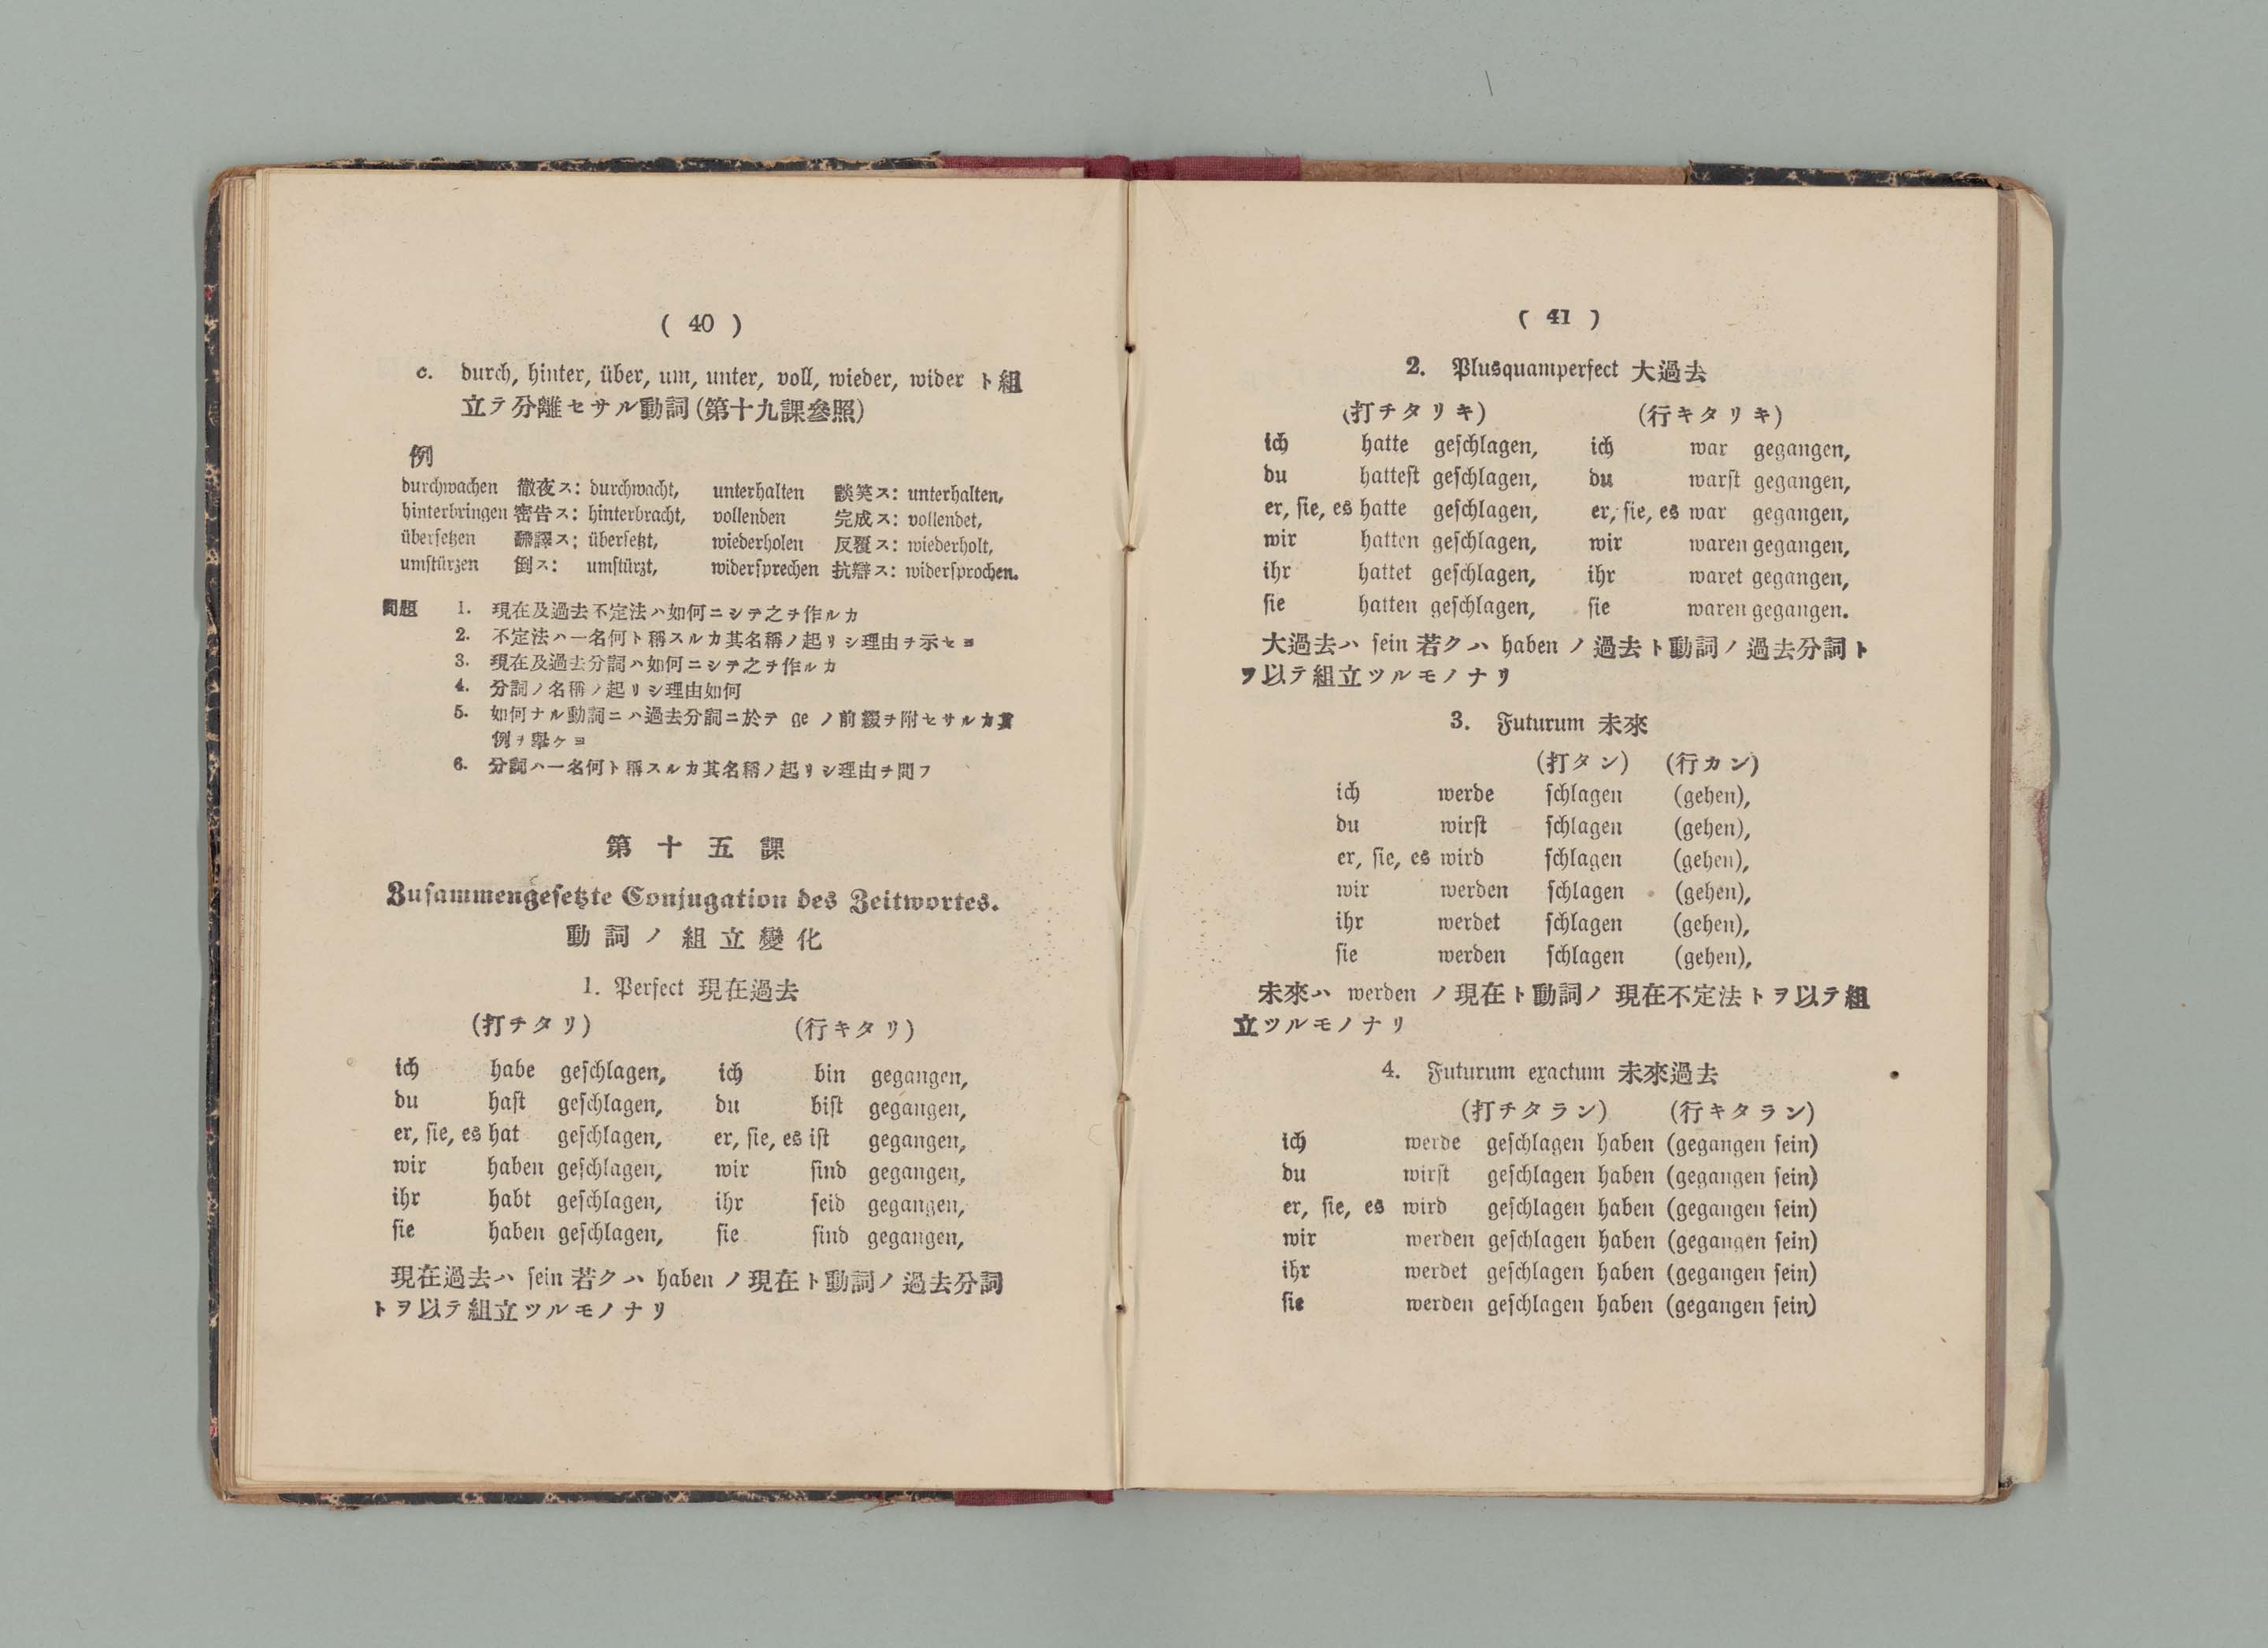 ( 40 )
c. durch, hinter, über, um, unter, voll, wieder, wider ト組
立テ分離セサル動詞(第十九課參照)
例
durchwachen 徹夜ス: durchwacht, unterhalten 談笑ス: unterhalten,
hinterbringen 密告ス: hinterbracht, vollenden 完成ス: vollendet,
überſetzen 飜譯ス: überſetzt, wiederholen 反覆ス: wiederholt,
umſtürzen 倒ス: umſtürzt, widerſprechen 抗辯ス: widerſprochen.
問題 1. 現在及過去不定法ハ如何ニシテ之チ作ルカ
2. 不定法ハ一名何ト稱スルカ其名稱ノ起リシ理由チ示セヨ
3. 現在及過去分詞ハ如何ニシテ之チ作ルカ
4. 分詞ノ名稱ノ起リシ理由如何
5. 如何ナル動詞ニハ過去分詞ニ於テ ge ノ前綴チ附セサルカ其
例ヲ擧ケヨ
6. 分詞ハ一名何ト稱スルカ其名稱ノ起リシ理由チ問フ
第十五課
Zuſammengeſetzte Conjugation des Zeitwortes.
動詞ノ組立變化
1. Perfect 現在過去
(打チタリ) (行キタリ)
ich habe geſchlagen, ich bin gegangen,
du haſt geſchlagen, du biſt gegangen,
er, ſie, es hat geſchlagen, er, ſie, es iſt gegangen,
wir haben geſchlagen, wir ſind gegangen,
ihr habt geſchlagen, ihr ſeid gegangen,
ſie haben geſchlagen, ſie ſind gegangen,
現在過去ハ ſein 若クハ haben ノ現在ト動詞ノ過去分詞
トヲ以テ組立ツルモノナリ
( 41 )
2. Plusquamperfect 大過去
(打チタリキ) (行キタリキ)
ich hatte geſchlagen, ich war gegangen,
du hatteſt geſchlagen, du warſt gegangen,
er, ſie, es hatte geſchlagen, er, ſie, es war gegangen,
wir hatten geſchlagen, wir waren gegangen,
ihr hattet geſchlagen, ihr waret gegangen,
ſie hatten geſchlagen, ſie waren gegangen.
大過去ハ ſein 若クハ haben ノ過去ト動詞ノ過去分詞ト
ヲ以テ組立ツルモノナリ
3. Futurum 未來
(打タン) (行カン)
ich werde ſchlagen (gehen),
du wirſt ſchlagen (gehen),
er, ſie, es wird ſchlagen (gehen),
wir werden ſchlagen (gehen),
ihr werdet ſchlagen (gehen),
ſie werden ſchlagen (gehen),
未來ハ werden ノ現在ト動詞ノ現在不定法トヲ以テ組
立ツルモノナリ
4. Futurum exactum 未來過去
(打チタラン) (行キタラン)
ich werde geſchlagen haben (gegangen ſein)
du wirſt geſchlagen haben (gegangen ſein)
er, ſie, es wird geſchlagen haben (gegangen ſein)
wir werden geſchlagen haben (gegangen ſein)
ihr werdet geſchlagen haben (gegangen ſein)
ſie werden geſchlagen haben (gegangen ſein)